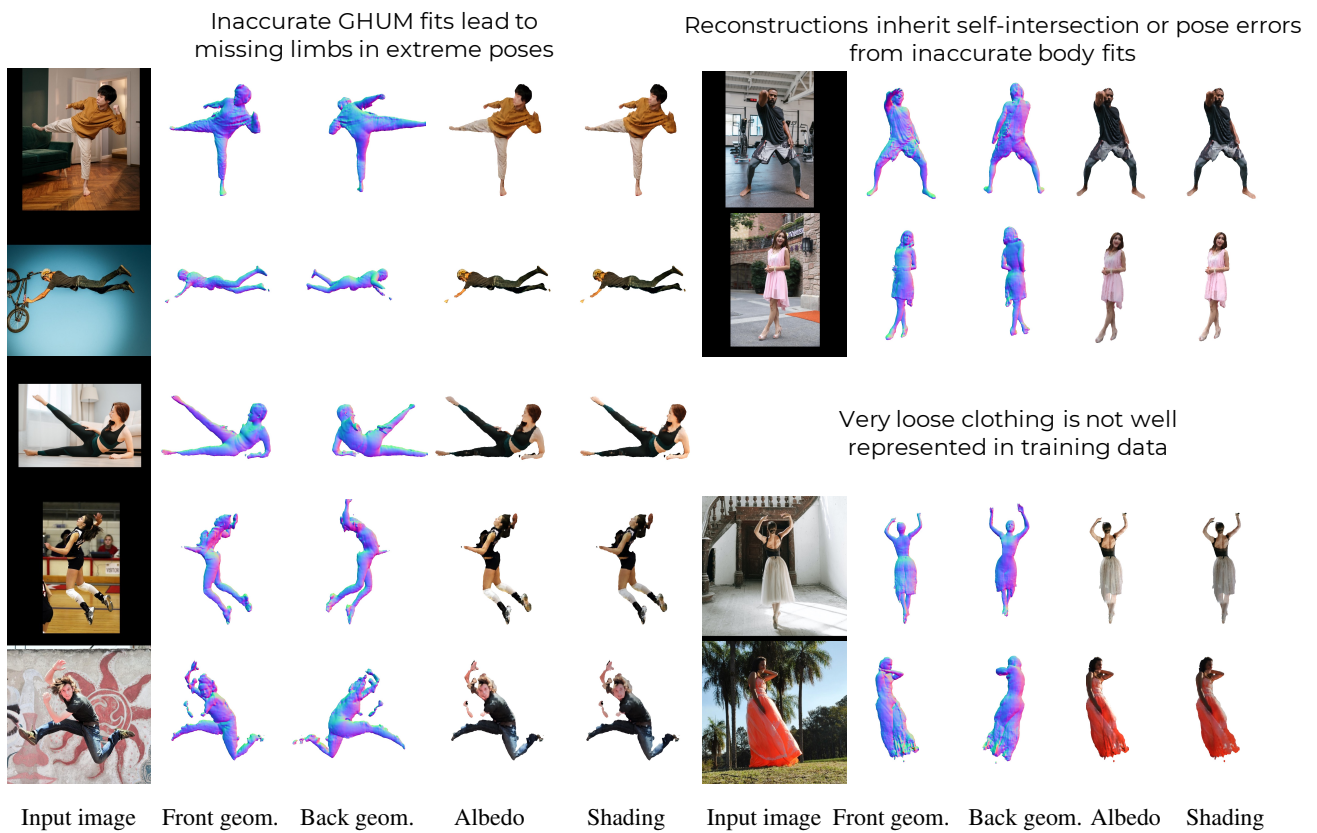 Inaccurate GHUM fits lead to
missing limbs in extreme poses
Reconstructions inherit self-intersection or pose errors
from inaccurate body fits
Very loose clothing is not well
represented in training data
Input image Front geom. Back geom. Albedo Shading
Input image Front geom. Back geom. Albedo Shading